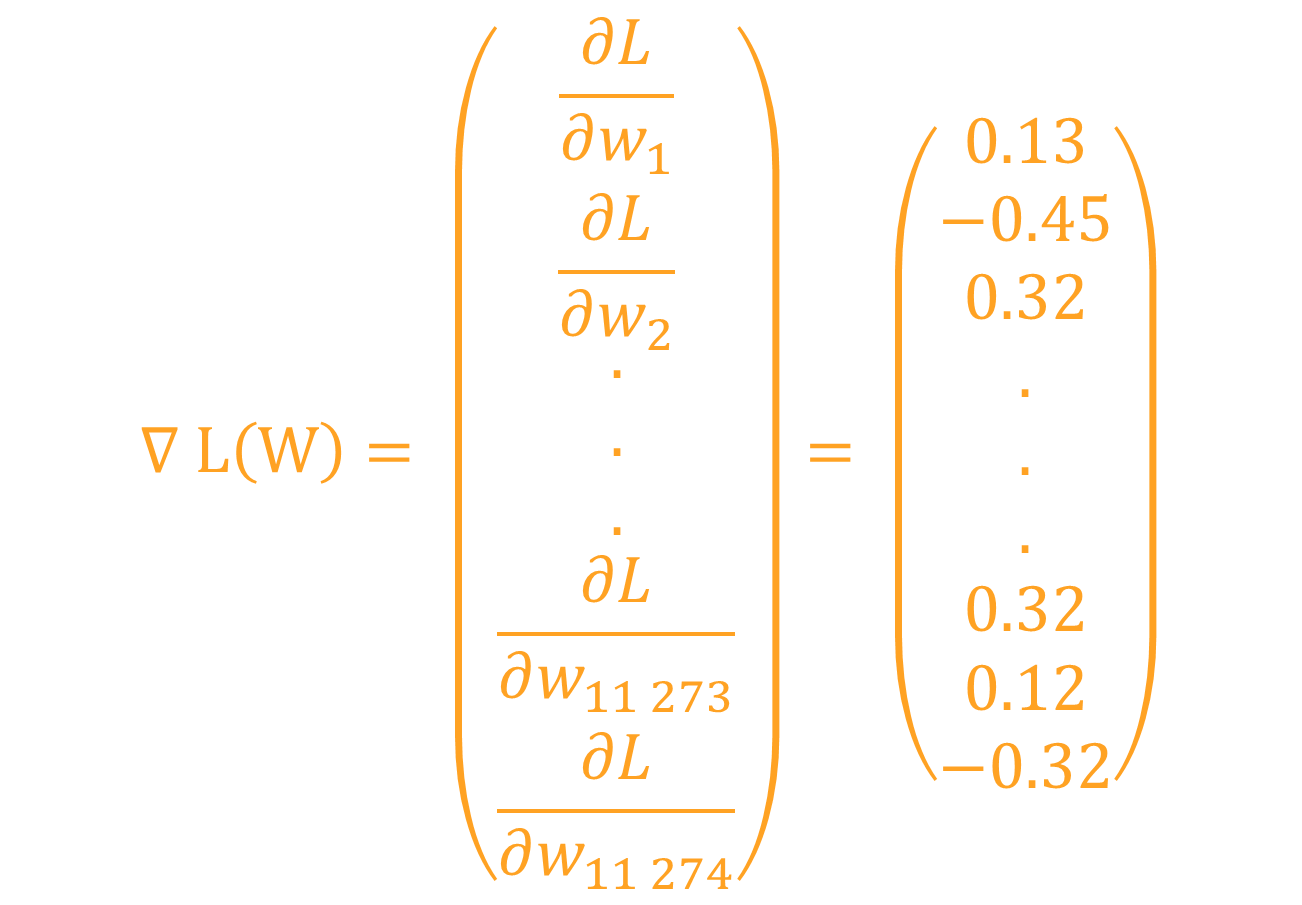 ∇ L(W) =
∂L
∂w₁
∂L
∂w₂
.
.
.
∂L
∂w₁₁ ₂₇₃
∂L
∂w₁₁ ₂₇₄
=
0.13
−0.45
0.32
.
.
.
0.32
0.12
−0.32